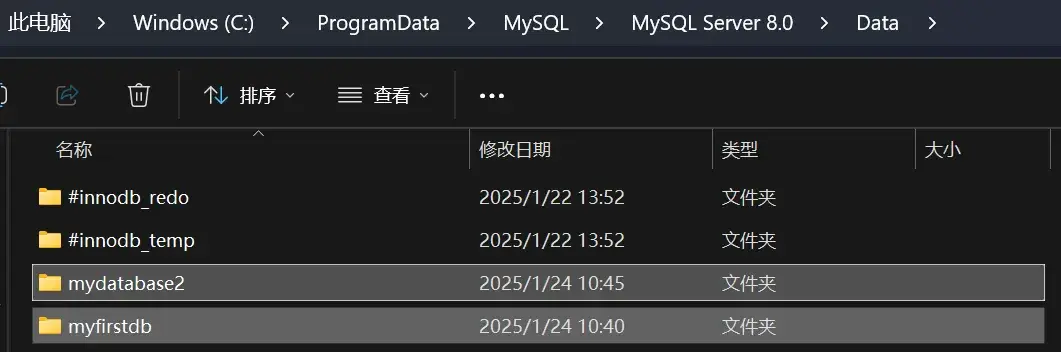 此电脑 > Windows (C:) > ProgramData > MySQL > MySQL Server 8.0 > Data >
排序 查看 •••
名称 修改日期 类型 大小
#innodb_redo 2025/1/22 13:52 文件夹
#innodb_temp 2025/1/22 13:52 文件夹
mydatabase2 2025/1/24 10:45 文件夹
myfirstdb 2025/1/24 10:40 文件夹